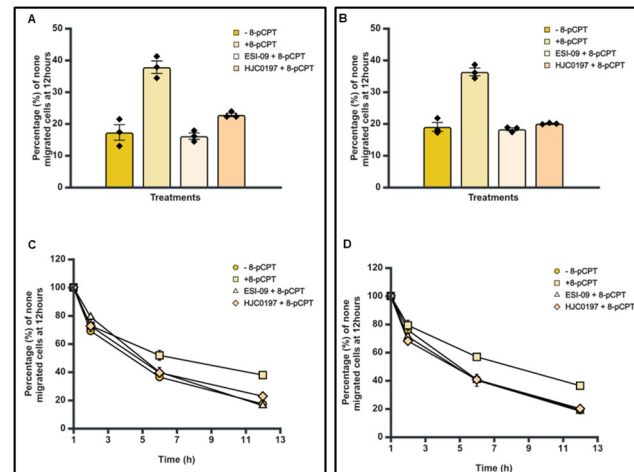 A
Percentage (%) of none
migrated cells at 12hours
50
40
30
20
10
0
- 8-pCPT
+8-pCPT
ESI-09 + 8-pCPT
HJC0197 + 8-pCPT
Treatments
B
Percentage (%) of none
migrated cells at 12hours
50
40
30
20
10
0
- 8-pCPT
+8-pCPT
ESI-09 + 8-pCPT
HJC0197 + 8-pCPT
Treatments
C
Percentage (%) of none
migrated cells at 12hours
120
100
80
60
40
20
0
- 8-pCPT
+8-pCPT
ESI-09 + 8-pCPT
HJC0197 + 8-pCPT
1 3 5 7 9 11 13
Time (h)
D
Percentage (%) of none
migrated cells at 12hours
120
100
80
60
40
20
0
- 8-pCPT
+8-pCPT
ESI-09 + 8-pCPT
HJC0197 + 8-pCPT
1 3 5 7 9 11 13
Time (h)